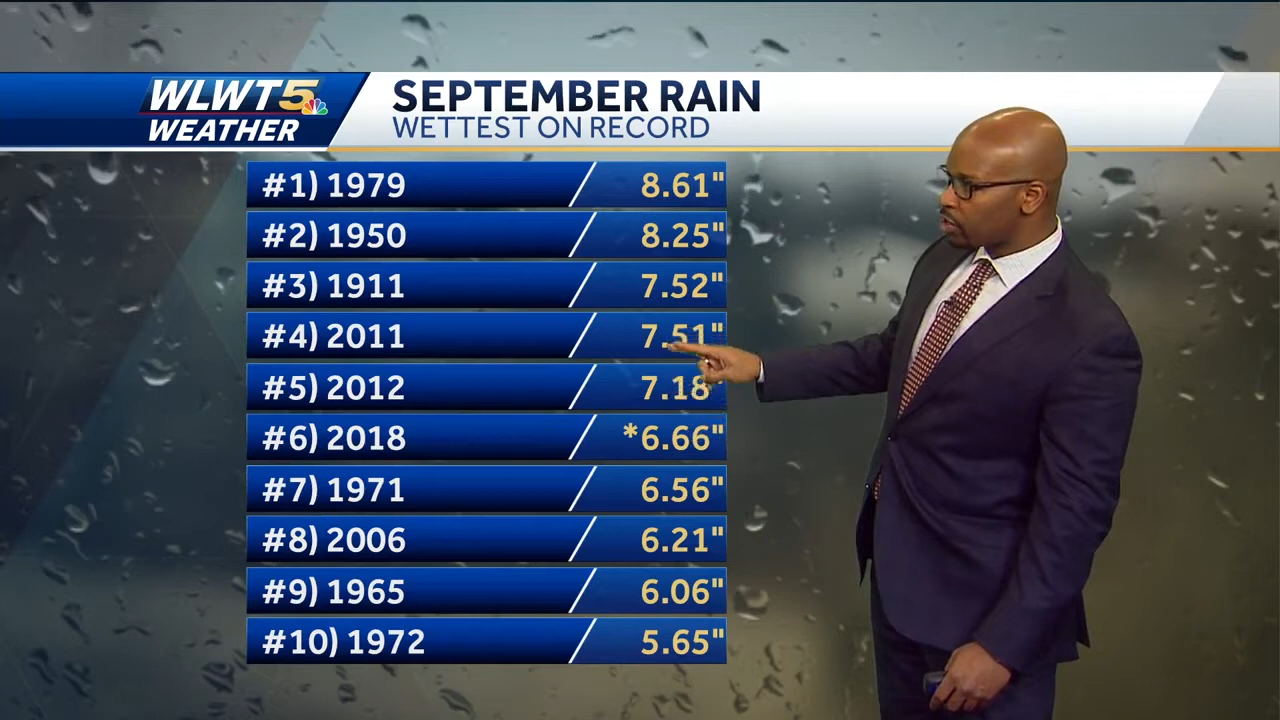 WLWT5
WEATHER
SEPTEMBER RAIN
WETTEST ON RECORD
#1) 1979 8.61"
#2) 1950 8.25"
#3) 1911 7.52"
#4) 2011 7.51"
#5) 2012 7.18"
#6) 2018 *6.66"
#7) 1971 6.56"
#8) 2006 6.21"
#9) 1965 6.06"
#10) 1972 5.65"